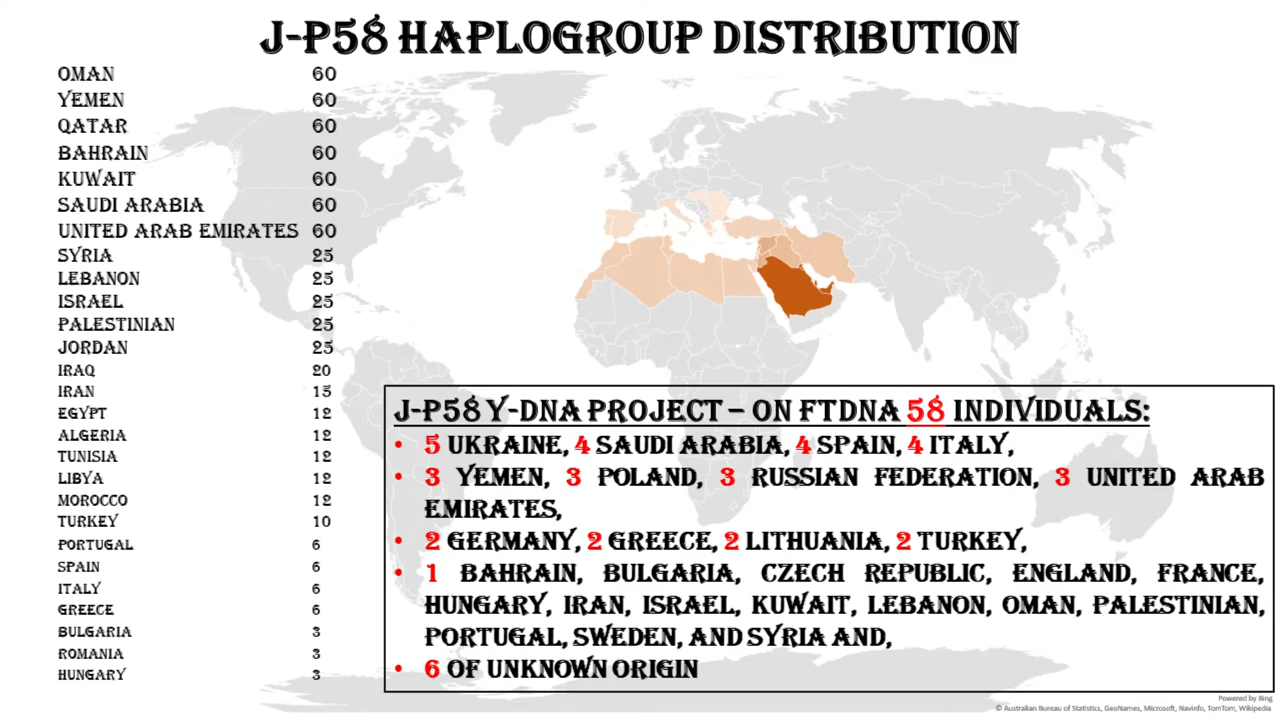 J-P58 HAPLOGROUP DISTRIBUTION
OMAN 60
YEMEN 60
QATAR 60
BAHRAIN 60
KUWAIT 60
SAUDI ARABIA 60
UNITED ARAB EMIRATES 60
SYRIA 25
LEBANON 25
ISRAEL 25
PALESTINIAN 25
JORDAN 25
IRAQ 20
IRAN 15
EGYPT 12
ALGERIA 12
TUNISIA 12
LIBYA 12
MOROCCO 12
TURKEY 10
PORTUGAL 6
SPAIN 6
ITALY 6
GREECE 6
BULGARIA 3
ROMANIA 3
HUNGARY 3
J-P58 Y-DNA PROJECT – ON FTDNA 58 INDIVIDUALS:
• 5 UKRAINE, 4 SAUDI ARABIA, 4 SPAIN, 4 ITALY,
• 3 YEMEN, 3 POLAND, 3 RUSSIAN FEDERATION, 3 UNITED ARAB
EMIRATES,
• 2 GERMANY, 2 GREECE, 2 LITHUANIA, 2 TURKEY,
• 1 BAHRAIN, BULGARIA, CZECH REPUBLIC, ENGLAND, FRANCE,
HUNGARY, IRAN, ISRAEL, KUWAIT, LEBANON, OMAN, PALESTINIAN,
PORTUGAL, SWEDEN, AND SYRIA AND,
• 6 OF UNKNOWN ORIGIN
Powered by Bing
© Australian Bureau of Statistics, GeoNames, Microsoft, Navinfo, TomTom, Wikipedia